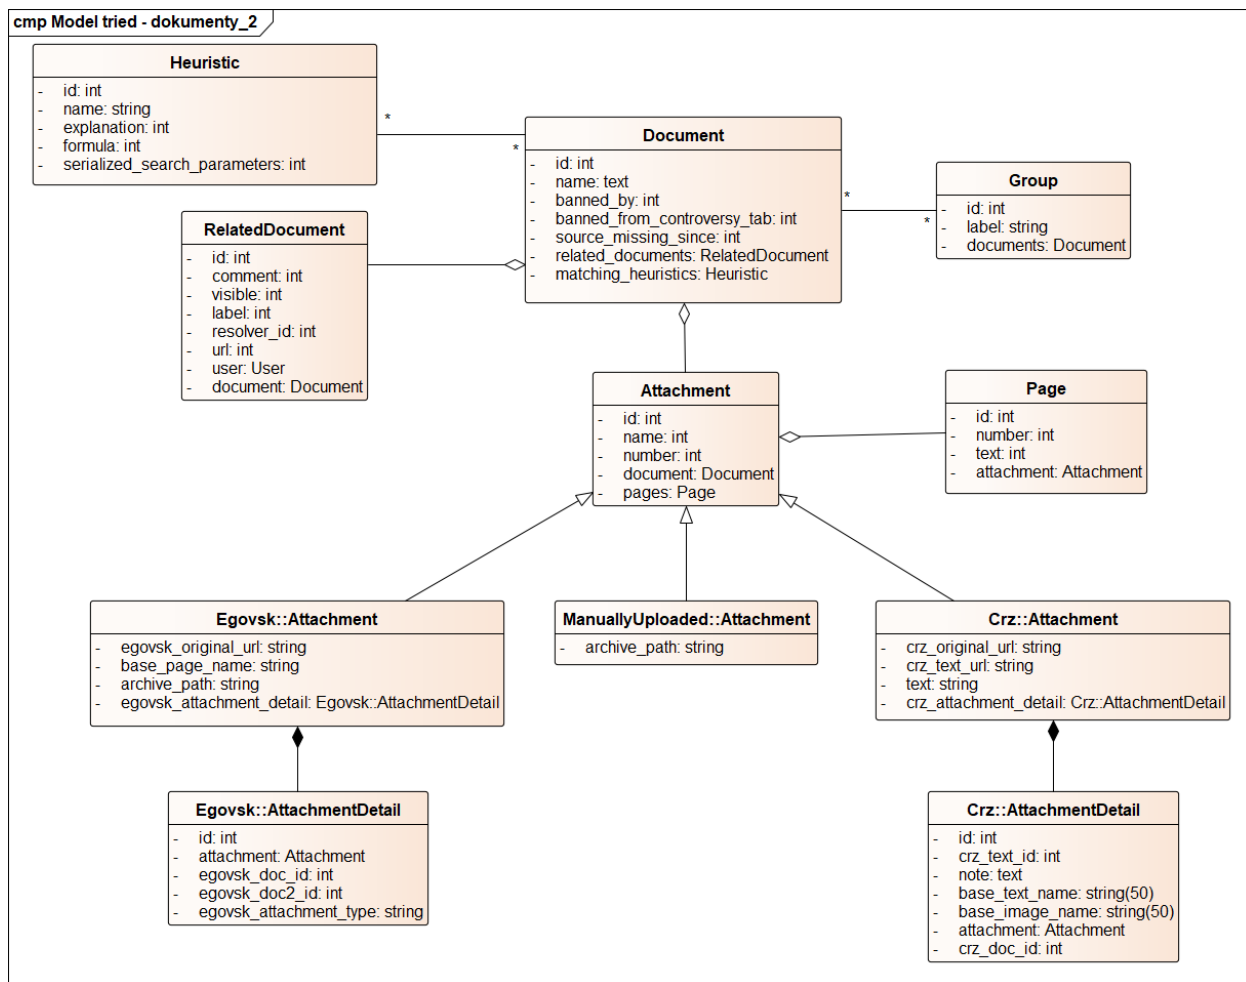 cmp Model tried - dokumenty_2
Heuristic
- id: int
- name: string
- explanation: int
- formula: int
- serialized_search_parameters: int
*
*
Document
- id: int
- name: text
- banned_by: int
- banned_from_controversy_tab: int
- source_missing_since: int
- related_documents: RelatedDocument
- matching_heuristics: Heuristic
*
*
Group
- id: int
- label: string
- documents: Document
RelatedDocument
- id: int
- comment: int
- visible: int
- label: int
- resolver_id: int
- url: int
- user: User
- document: Document
Attachment
- id: int
- name: int
- number: int
- document: Document
- pages: Page
Page
- id: int
- number: int
- text: int
- attachment: Attachment
Egovsk::Attachment
- egovsk_original_url: string
- base_page_name: string
- archive_path: string
- egovsk_attachment_detail: Egovsk::AttachmentDetail
ManuallyUploaded::Attachment
- archive_path: string
Crz::Attachment
- crz_original_url: string
- crz_text_url: string
- text: string
- crz_attachment_detail: Crz::AttachmentDetail
Egovsk::AttachmentDetail
- id: int
- attachment: Attachment
- egovsk_doc_id: int
- egovsk_doc2_id: int
- egovsk_attachment_type: string
Crz::AttachmentDetail
- id: int
- crz_text_id: int
- note: text
- base_text_name: string(50)
- base_image_name: string(50)
- attachment: Attachment
- crz_doc_id: int